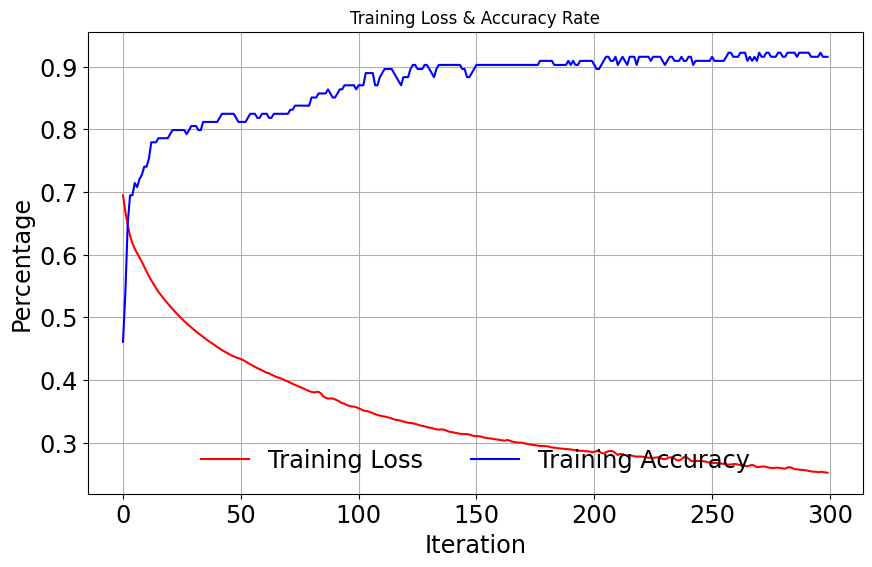 Training Loss & Accuracy Rate
0.9
0.8
0.7
0.6
0.5
0.4
0.3
Percentage
Training Loss Training Accuracy
0 50 100 150 200 250 300
Iteration